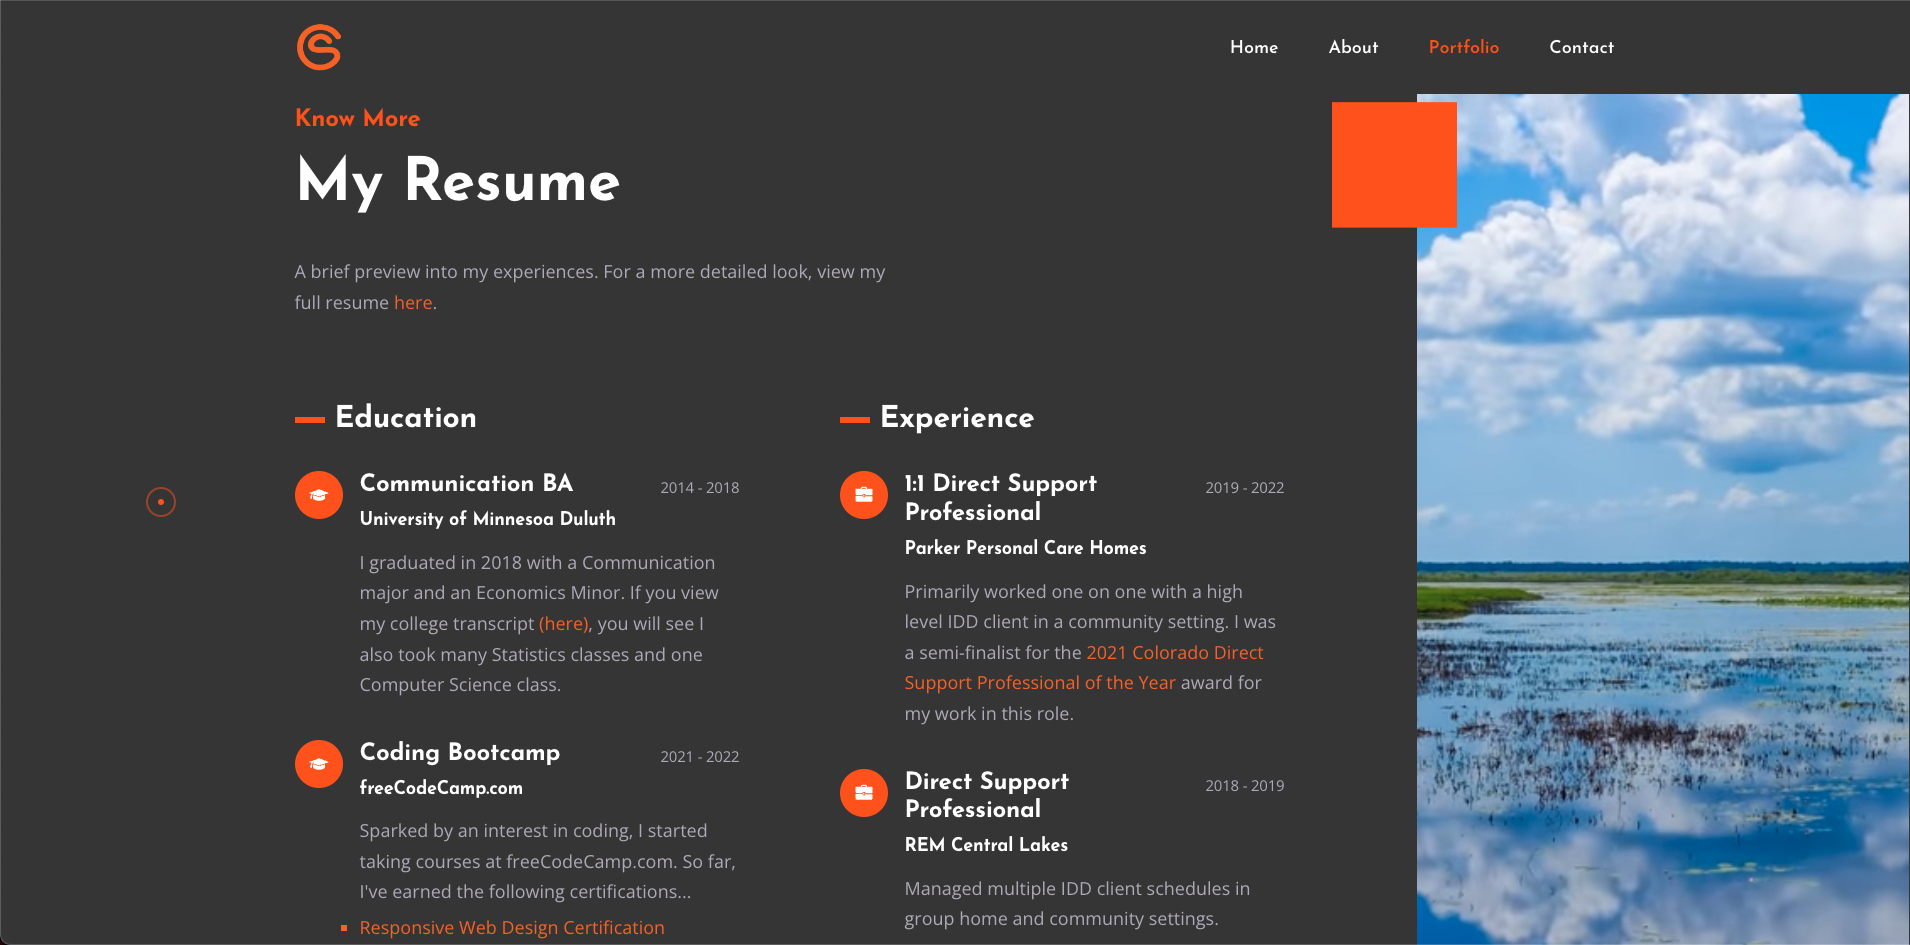 Home About Portfolio Contact
Know More
My Resume
A brief preview into my experiences. For a more detailed look, view my
full resume here.
Education
Communication BA
2014 - 2018
University of Minnesoa Duluth
I graduated in 2018 with a Communication
major and an Economics Minor. If you view
my college transcript (here), you will see I
also took many Statistics classes and one
Computer Science class.
Coding Bootcamp
2021 - 2022
freeCodeCamp.com
Sparked by an interest in coding, I started
taking courses at freeCodeCamp.com. So far,
I've earned the following certifications...
Responsive Web Design Certification
Experience
1:1 Direct Support
Professional
2019 - 2022
Parker Personal Care Homes
Primarily worked one on one with a high
level IDD client in a community setting. I was
a semi-finalist for the 2021 Colorado Direct
Support Professional of the Year award for
my work in this role.
Direct Support
Professional
2018 - 2019
REM Central Lakes
Managed multiple IDD client schedules in
group home and community settings.